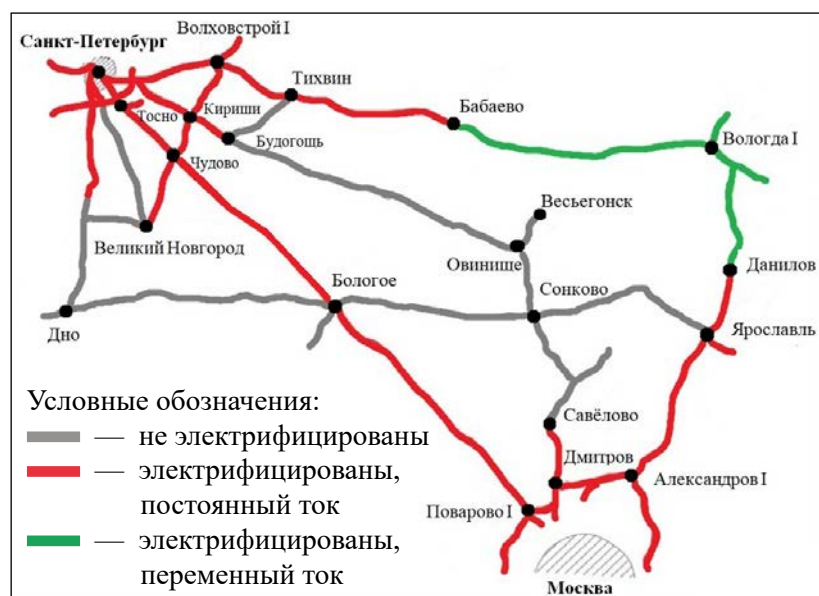 Волховстрой I
Санкт-Петербург
Тихвин
Бабаево
Тосно
Кириши
Будогощь
Вологда I
Чудово
Весьегонск
Великий Новгород
Овинище
Бологое
Данилов
Сонково
Дно
Ярославль
Условные обозначения:
— не электрифицированы
— электрифицированы,
постоянный ток
— электрифицированы,
переменный ток
Савёлово
Дмитров
Александров I
Поварово I
Москва